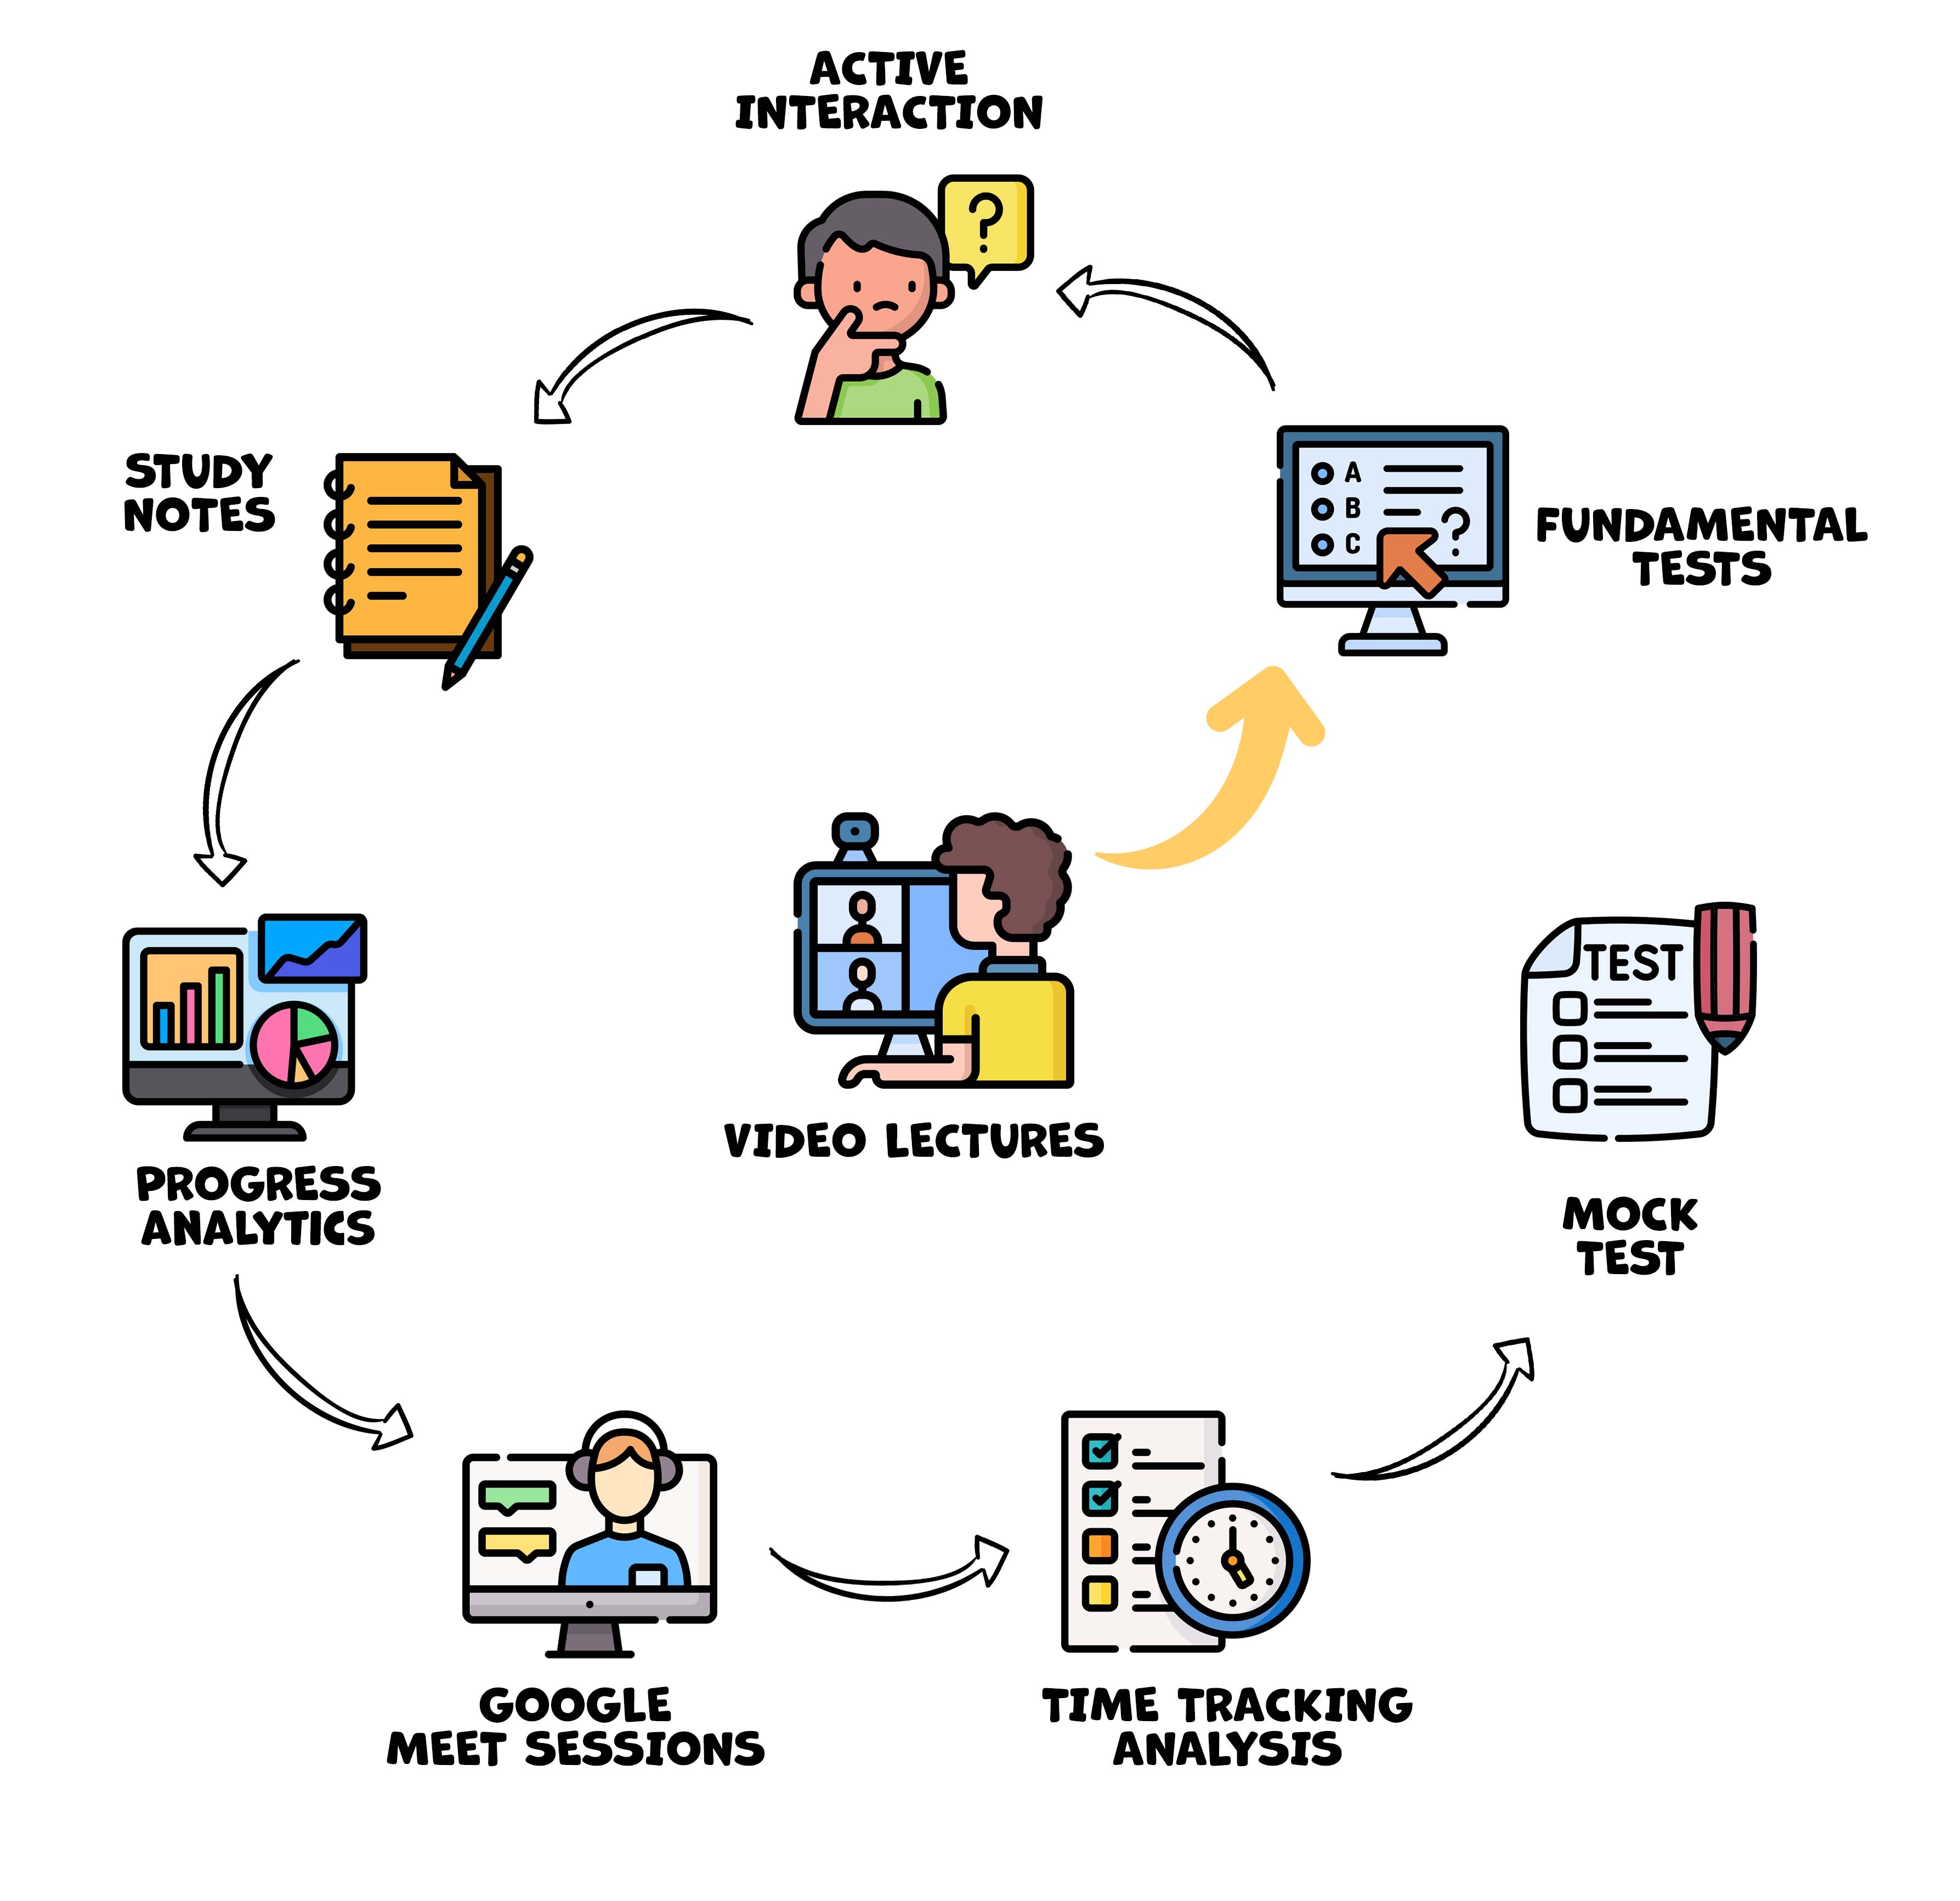 ACTIVE
INTERACTION
?
STUDY
NOTES
A
B
C
?
FUNDAMENTAL
TESTS
VIDEO LECTURES
TEST
PROGRESS
ANALYTICS
MOCK
TEST
GOOGLE
MEET SESSIONS
TIME TRACKING
ANALYSIS